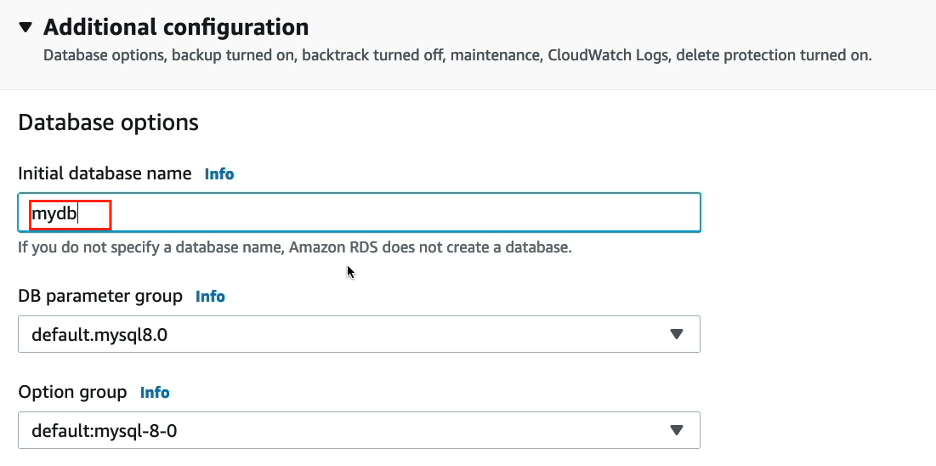 Additional configuration
Database options, backup turned on, backtrack turned off, maintenance, CloudWatch Logs, delete protection turned on.
Database options
Initial database name Info
mydb
If you do not specify a database name, Amazon RDS does not create a database.
DB parameter group Info
default.mysql8.0
Option group Info
default:mysql-8-0